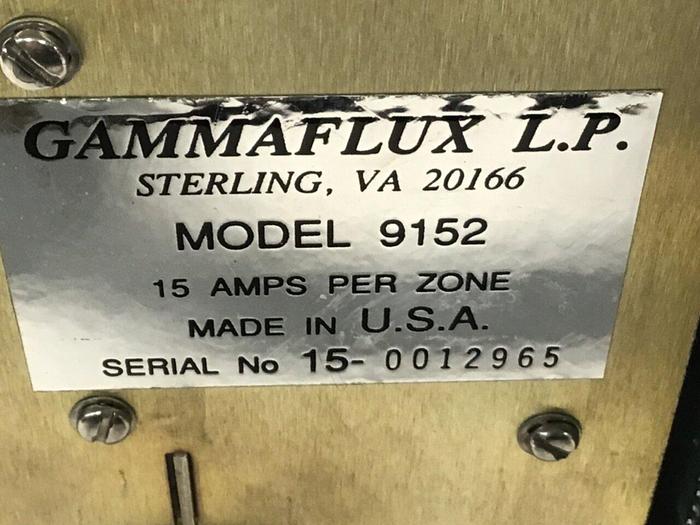 GAMMAFLUX L.P.
STERLING, VA 20166
MODEL 9152
15 AMPS PER ZONE
MADE IN U.S.A.
SERIAL No 15- 0012965